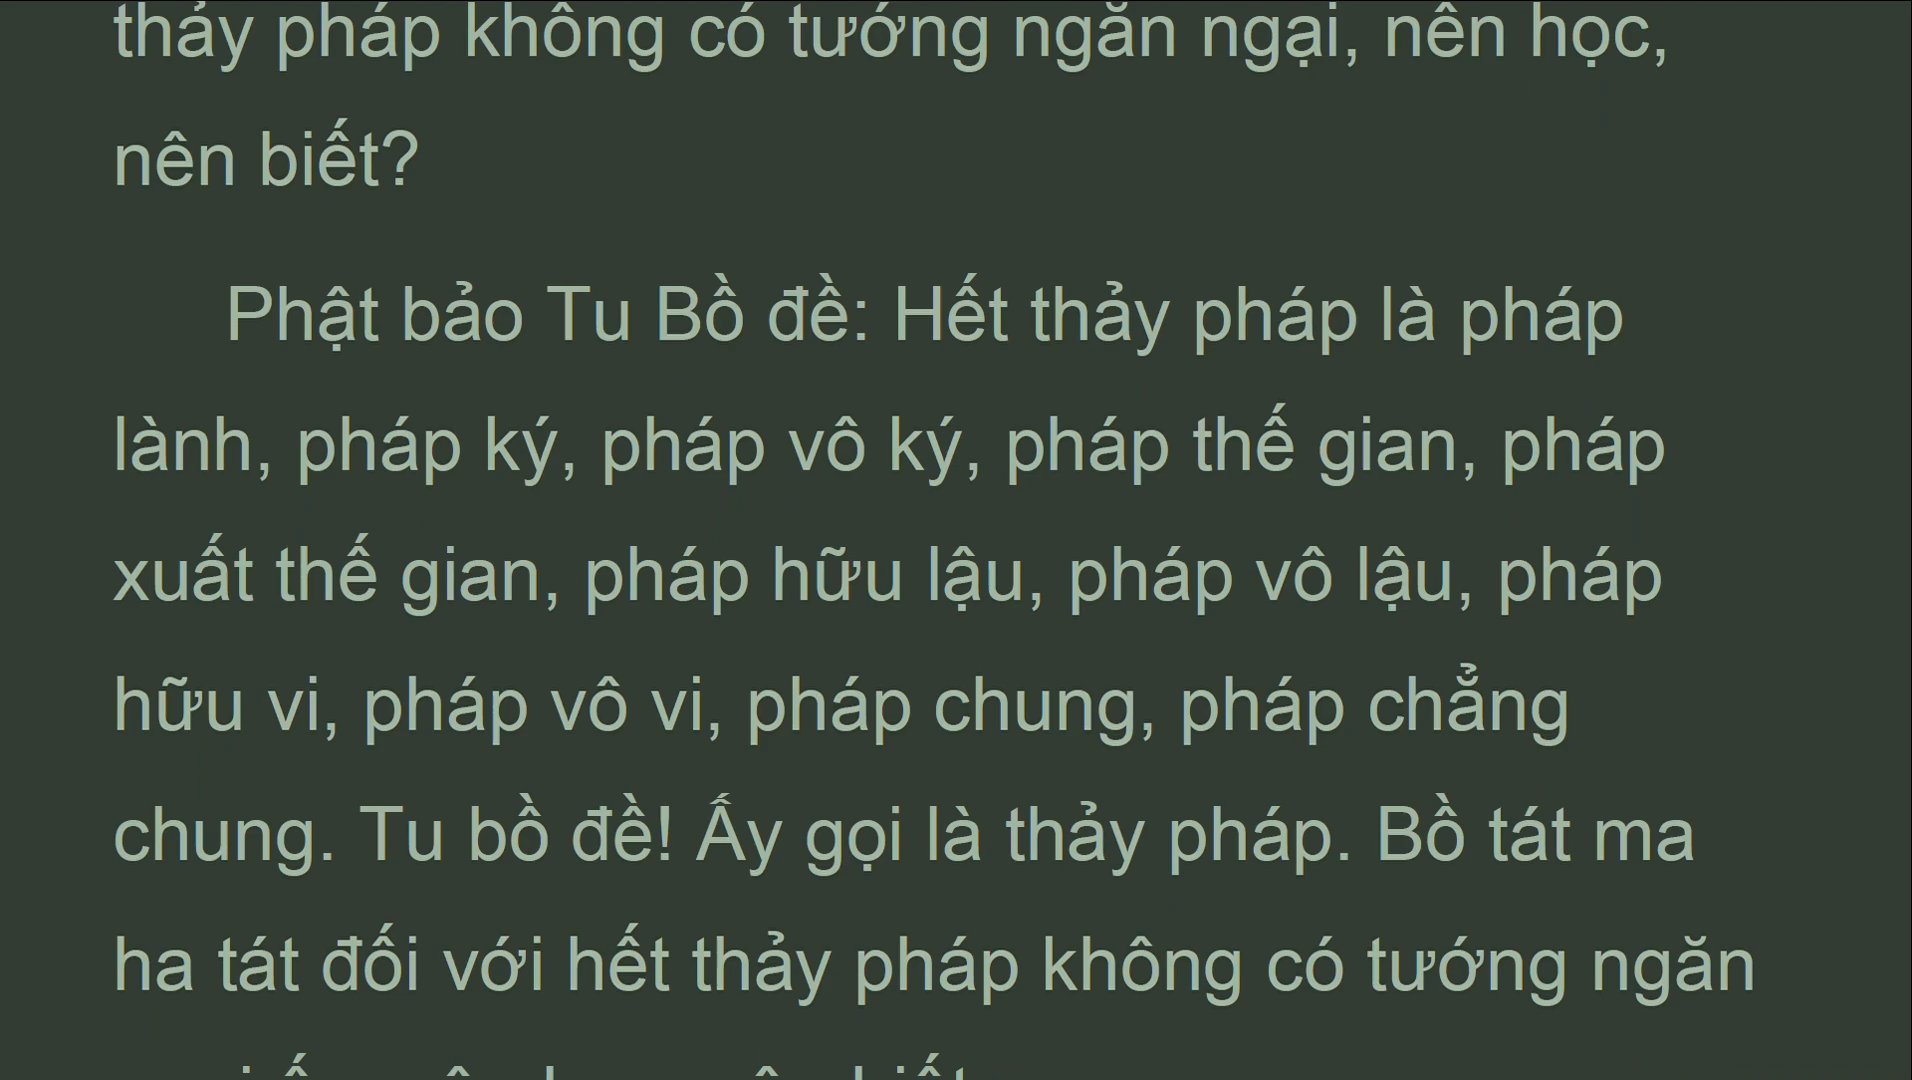 thảy pháp không có tướng ngăn ngại, nên học,
nên biết?
Phật bảo Tu Bồ đề: Hết thảy pháp là pháp
lành, pháp ký, pháp vô ký, pháp thế gian, pháp
xuất thế gian, pháp hữu lậu, pháp vô lậu, pháp
hữu vi, pháp vô vi, pháp chung, pháp chẳng
chung. Tu bồ đề! Ấy gọi là thảy pháp. Bồ tát ma
ha tát đối với hết thảy pháp không có tướng ngăn